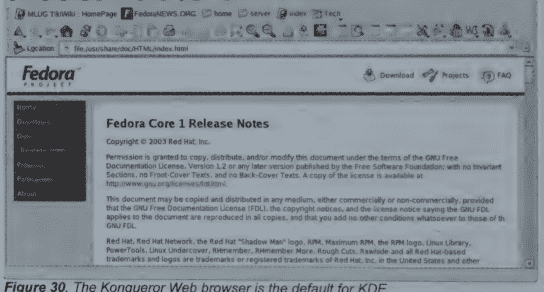 MLUG TikiWiki : HomePage FedoraNEWS.ORG home server index Tech
Location file:/usr/share/doc/HTML/index.html
Fedora
PROJECT
Download Projects FAQ
Home
About
Fedora Core 1 Release Notes
Copyright © 2003 Red Hat, Inc.
Permission is granted to copy, distribute, and/or modify this document under the terms of the GNU Free
Documentation License, Version 1.2 or any later version published by the Free Software Foundation; with no Invariant
Sections, no Front-Cover Texts, and no Back-Cover Texts. A copy of the license is available at
http://www.gnu.org/licenses/fdl.html.
This document may be copied and distributed in any medium, either commercially or non-commercially, provided
that the GNU Free Documentation License (FDL), the copyright notices, and the license notice saying the GNU FDL
applies to the document are reproduced in all copies, and that you add no other conditions whatsoever to those of th
GNU FDL.
Red Hat, Red Hat Network, the Red Hat "Shadow Man" logo, RPM, Maximum RPM, the RPM logo, Linux Library,
PowerTools, Linux Undercover, RHmember, RHmember More, Rough Cuts, Rawhide and all Red Hat-based
trademarks and logos are trademarks or registered trademarks of Red Hat, Inc. in the United States and other
Figure 30. The Konqueror Web browser is the default for KDE